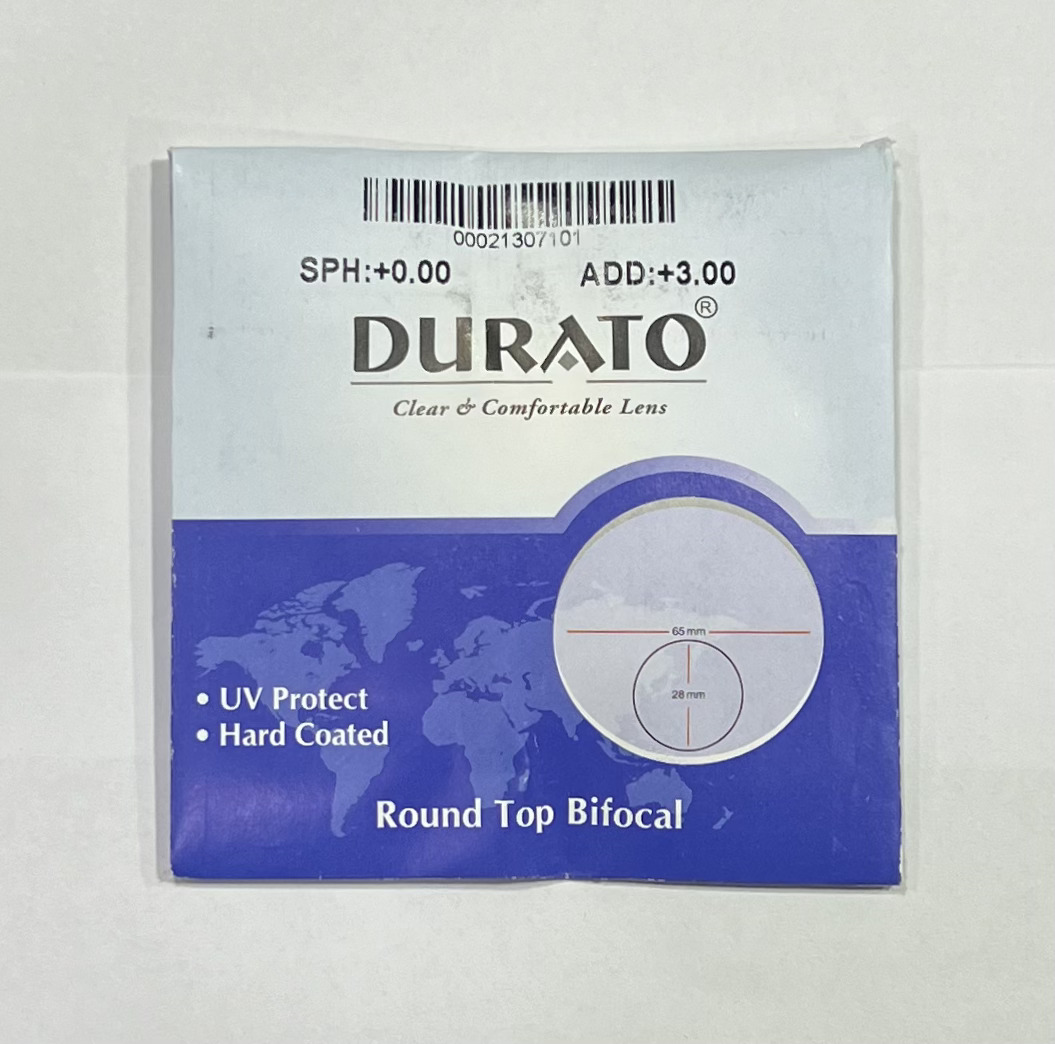 00021307101
SPH:+0.00 ADD:+3.00
DURATO®
Clear & Comfortable Lens
65 mm
28 mm
• UV Protect
• Hard Coated
Round Top Bifocal